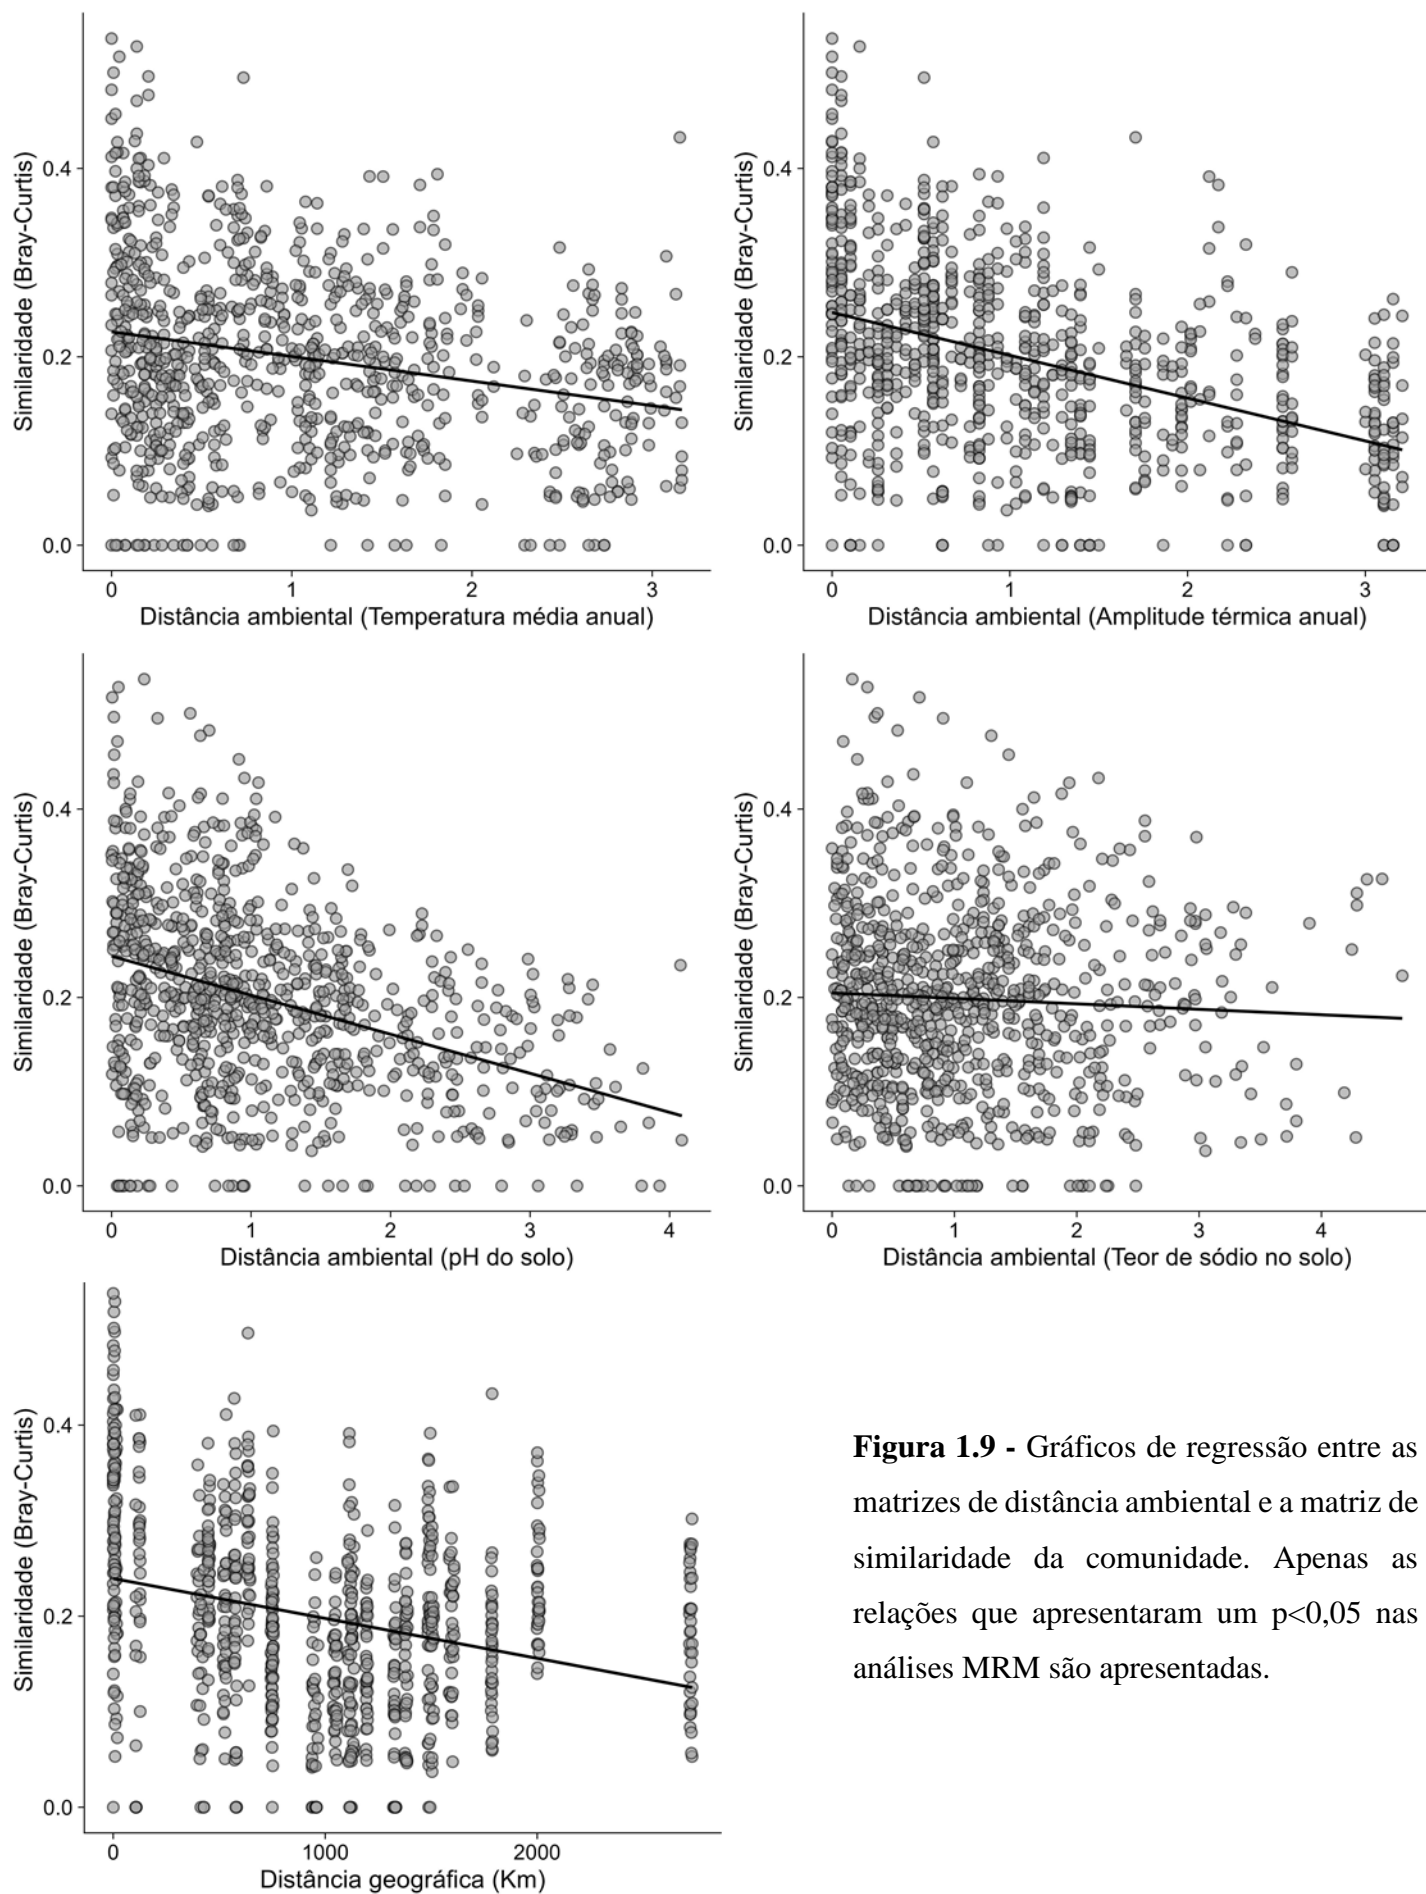 Similaridade (Bray-Curtis)
0.4
0.2
0.0
0 1 2 3
Distância ambiental (Temperatura média anual)
Similaridade (Bray-Curtis)
0.4
0.2
0.0
0 1 2 3
Distância ambiental (Amplitude térmica anual)
Similaridade (Bray-Curtis)
0.4
0.2
0.0
0 1 2 3 4
Distância ambiental (pH do solo)
Similaridade (Bray-Curtis)
0.4
0.2
0.0
0 1 2 3 4
Distância ambiental (Teor de sódio no solo)
Similaridade (Bray-Curtis)
0.4
0.2
0.0
0 1000 2000
Distância geográfica (Km)
Figura 1.9 - Gráficos de regressão entre as
matrizes de distância ambiental e a matriz de
similaridade da comunidade. Apenas as
relações que apresentaram um p<0,05 nas
análises MRM são apresentadas.